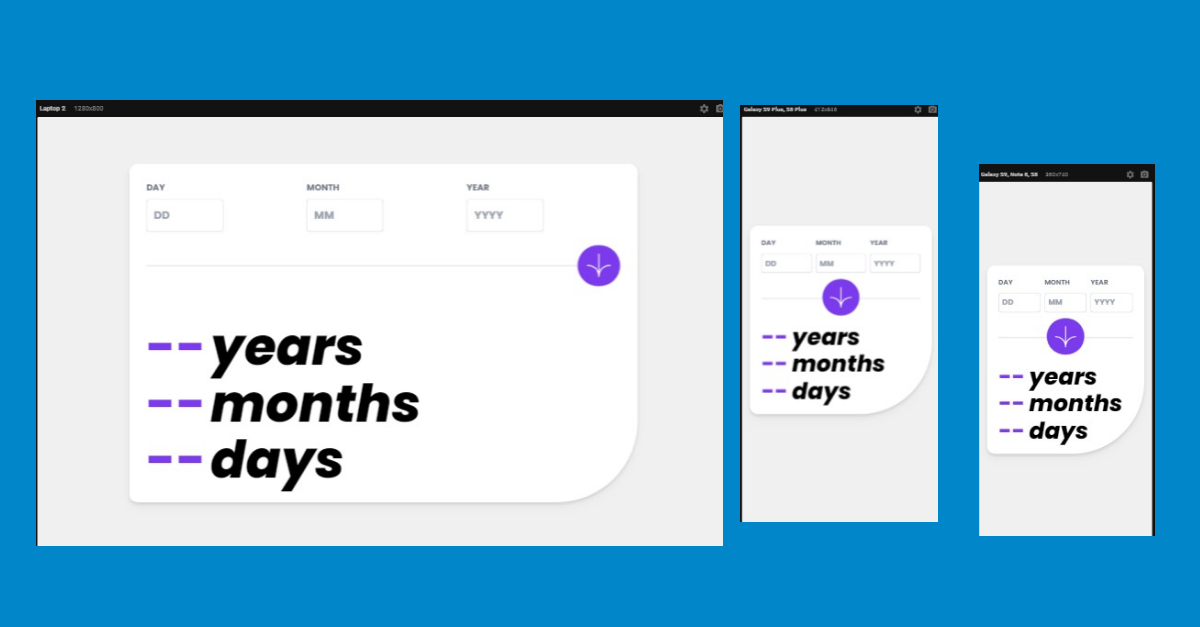 Laptop 2 1280x800
DAY MONTH YEAR
DD MM YYYY
-- years
-- months
-- days
Galaxy S9 Plus, S8 Plus
DAY MONTH YEAR
DD MM YYYY
-- years
-- months
-- days
Galaxy S9, Note 8, S8
DAY MONTH YEAR
DD MM YYYY
-- years
-- months
-- days